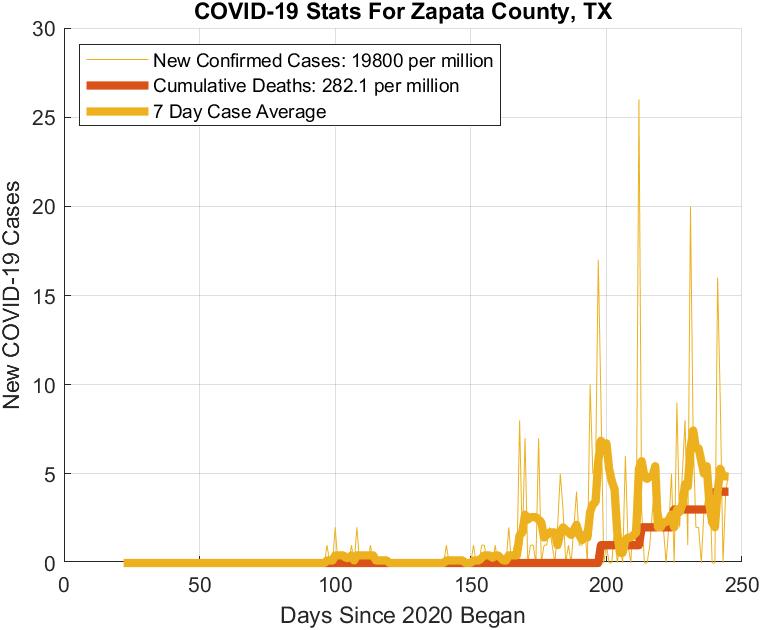 COVID-19 Stats For Zapata County, TX
30
25
20
15
10
5
0
New COVID-19 Cases
New Confirmed Cases: 19800 per million
Cumulative Deaths: 282.1 per million
7 Day Case Average
0 50 100 150 200 250
Days Since 2020 Began